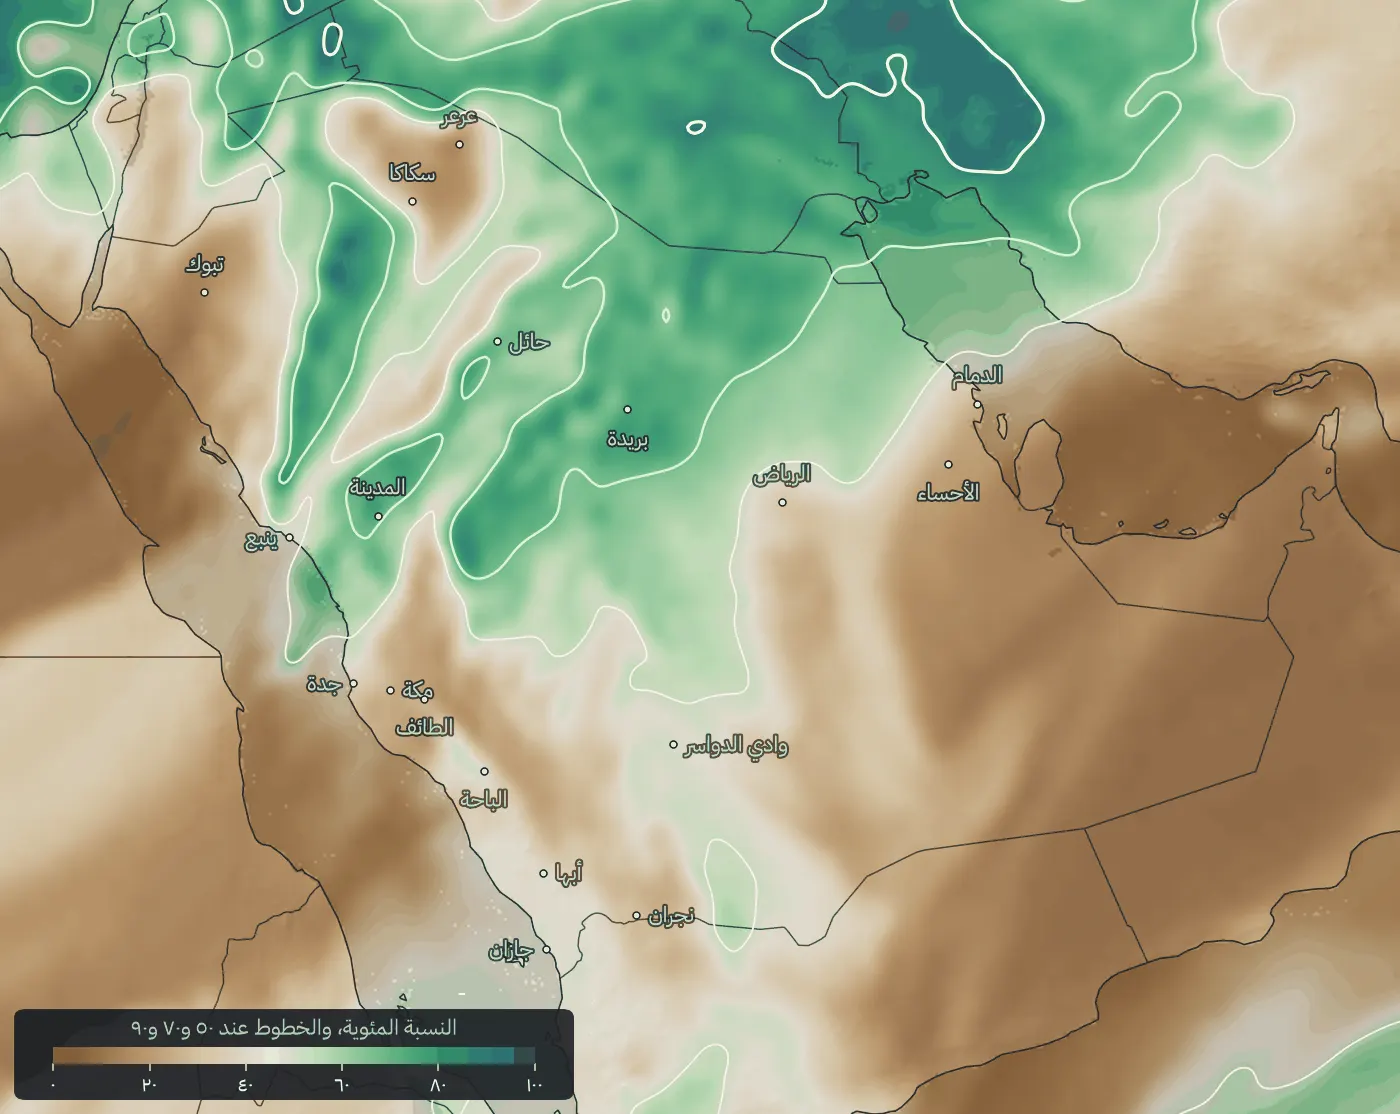 عرعر
سكاكا
تبوك
حائل
الدمام
بريدة
الرياض
المدينة
الأحساء
ينبع
جدة
مكة
الطائف
وادي الدواسر
الباحة
أبها
نجران
جازان
النسبة المئوية، والخطوط عند ٥٠ و٧٠ و٩٠
٠ ٢٠ ٤٠ ٦٠ ٨٠ ١٠٠